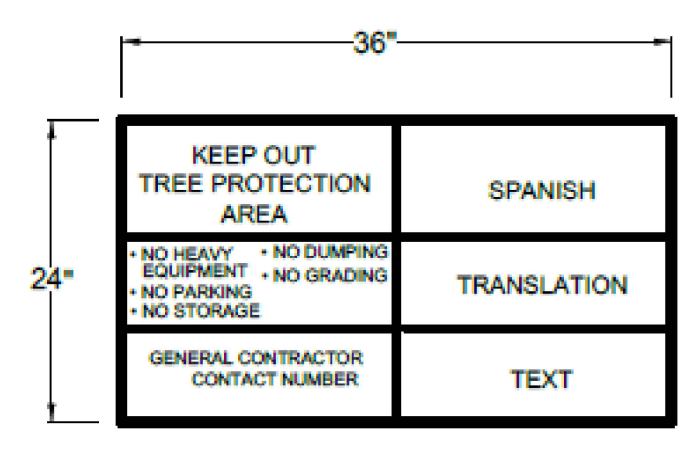 36"
24"
KEEP OUT
TREE PROTECTION
AREA
SPANISH
• NO HEAVY
EQUIPMENT
• NO PARKING
• NO STORAGE
• NO DUMPING
• NO GRADING
TRANSLATION
GENERAL CONTRACTOR
CONTACT NUMBER
TEXT